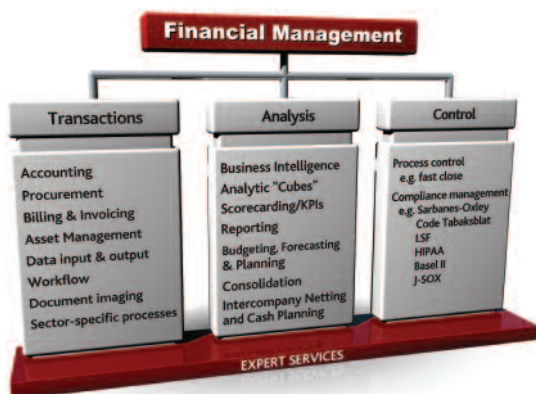 Financial Management
Transactions
Accounting
Procurement
Billing & Invoicing
Asset Management
Data input & output
Workflow
Document imaging
Sector-specific processes
Analysis
Business Intelligence
Analytic "Cubes"
Scorecarding/KPIs
Reporting
Budgeting, Forecasting
& Planning
Consolidation
Intercompany Netting
and Cash Planning
Control
Process control
e.g. fast close
Compliance management
e.g. Sarbanes-Oxley
Code Tabaksblat
LSF
HIPAA
Basel II
J-SOX
EXPERT SERVICES